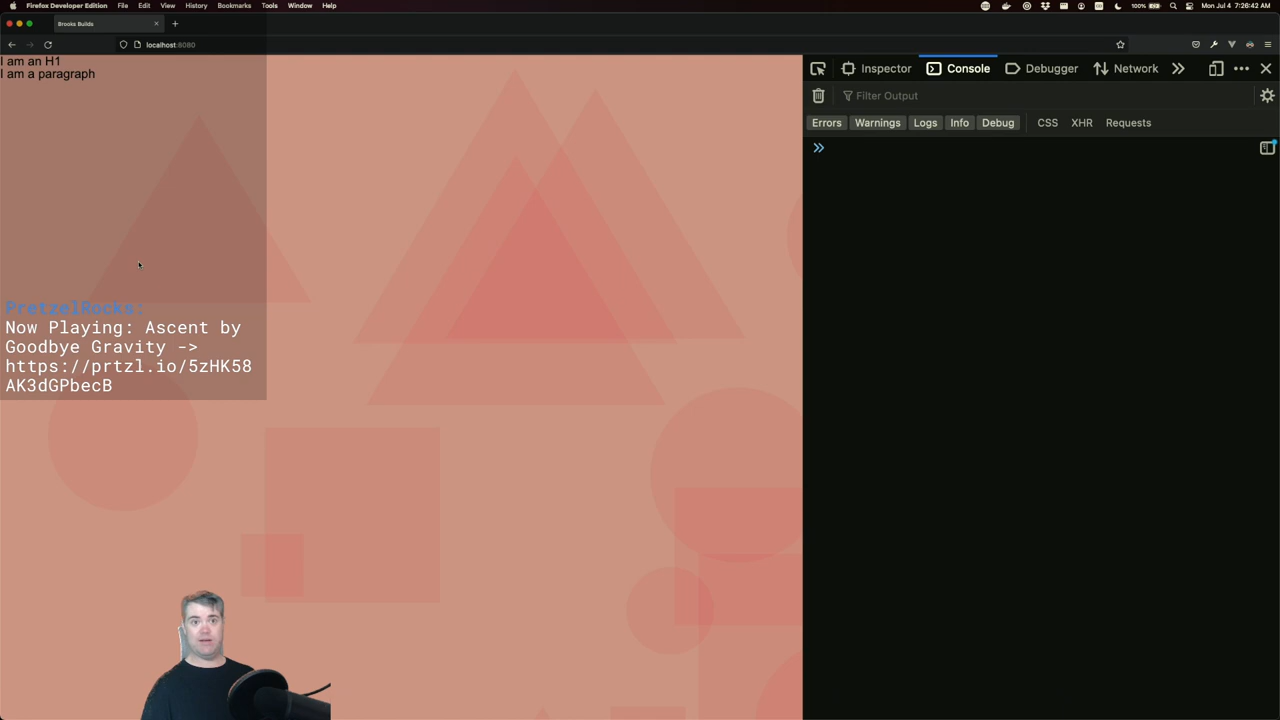 Firefox Developer Edition File Edit View History Bookmarks Tools Window Help 100% Mon Jul 4 7:26:42 AM
Brooks Builds
localhost:8080
I am an H1
I am a paragraph
PretzelRocks:
Now Playing: Ascent by
Goodbye Gravity ->
https://prtzl.io/5zHK58
AK3dGPbecB
Inspector Console Debugger Network
Filter Output
Errors Warnings Logs Info Debug CSS XHR Requests